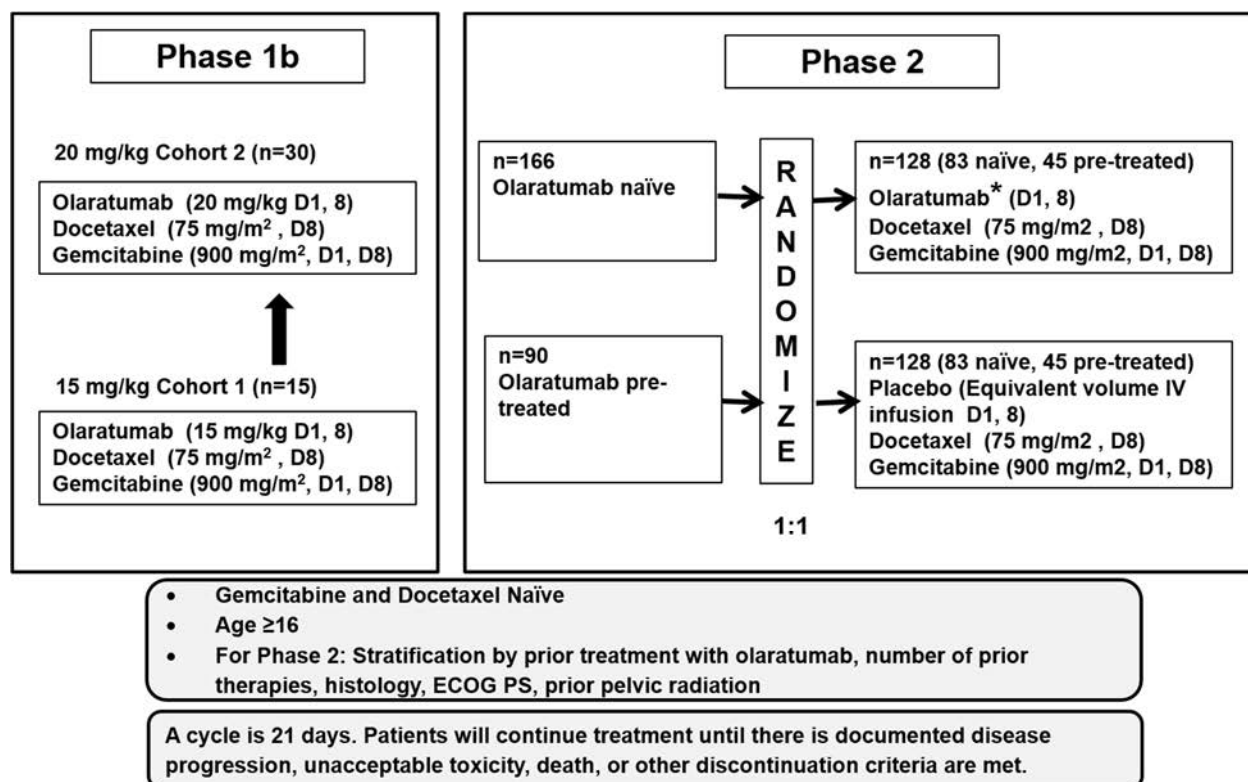 Phase 1b
20 mg/kg Cohort 2 (n=30)
Olaratumab (20 mg/kg D1, 8)
Docetaxel (75 mg/m² , D8)
Gemcitabine (900 mg/m², D1, D8)
15 mg/kg Cohort 1 (n=15)
Olaratumab (15 mg/kg D1, 8)
Docetaxel (75 mg/m² , D8)
Gemcitabine (900 mg/m², D1, D8)
Phase 2
n=166
Olaratumab naïve
n=90
Olaratumab pre-
treated
RANDOMIZE
1:1
n=128 (83 naïve, 45 pre-treated)
Olaratumab* (D1, 8)
Docetaxel (75 mg/m2 , D8)
Gemcitabine (900 mg/m2, D1, D8)
n=128 (83 naïve, 45 pre-treated)
Placebo (Equivalent volume IV
infusion D1, 8)
Docetaxel (75 mg/m2 , D8)
Gemcitabine (900 mg/m2, D1, D8)
• Gemcitabine and Docetaxel Naïve
• Age ≥16
• For Phase 2: Stratification by prior treatment with olaratumab, number of prior
therapies, histology, ECOG PS, prior pelvic radiation
A cycle is 21 days. Patients will continue treatment until there is documented disease
progression, unacceptable toxicity, death, or other discontinuation criteria are met.